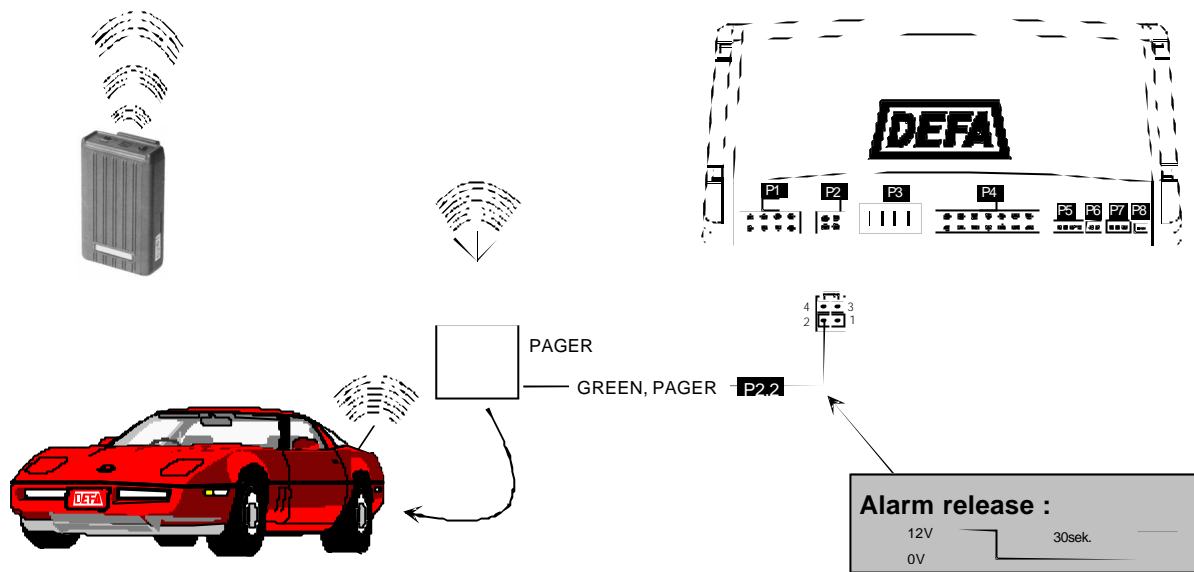 DEFA
P1 P2 P3 P4 P5 P6 P7 P8
4 3
2 1
PAGER
GREEN, PAGER P2.2
DEFA
Alarm release :
12V 30sek.
0V